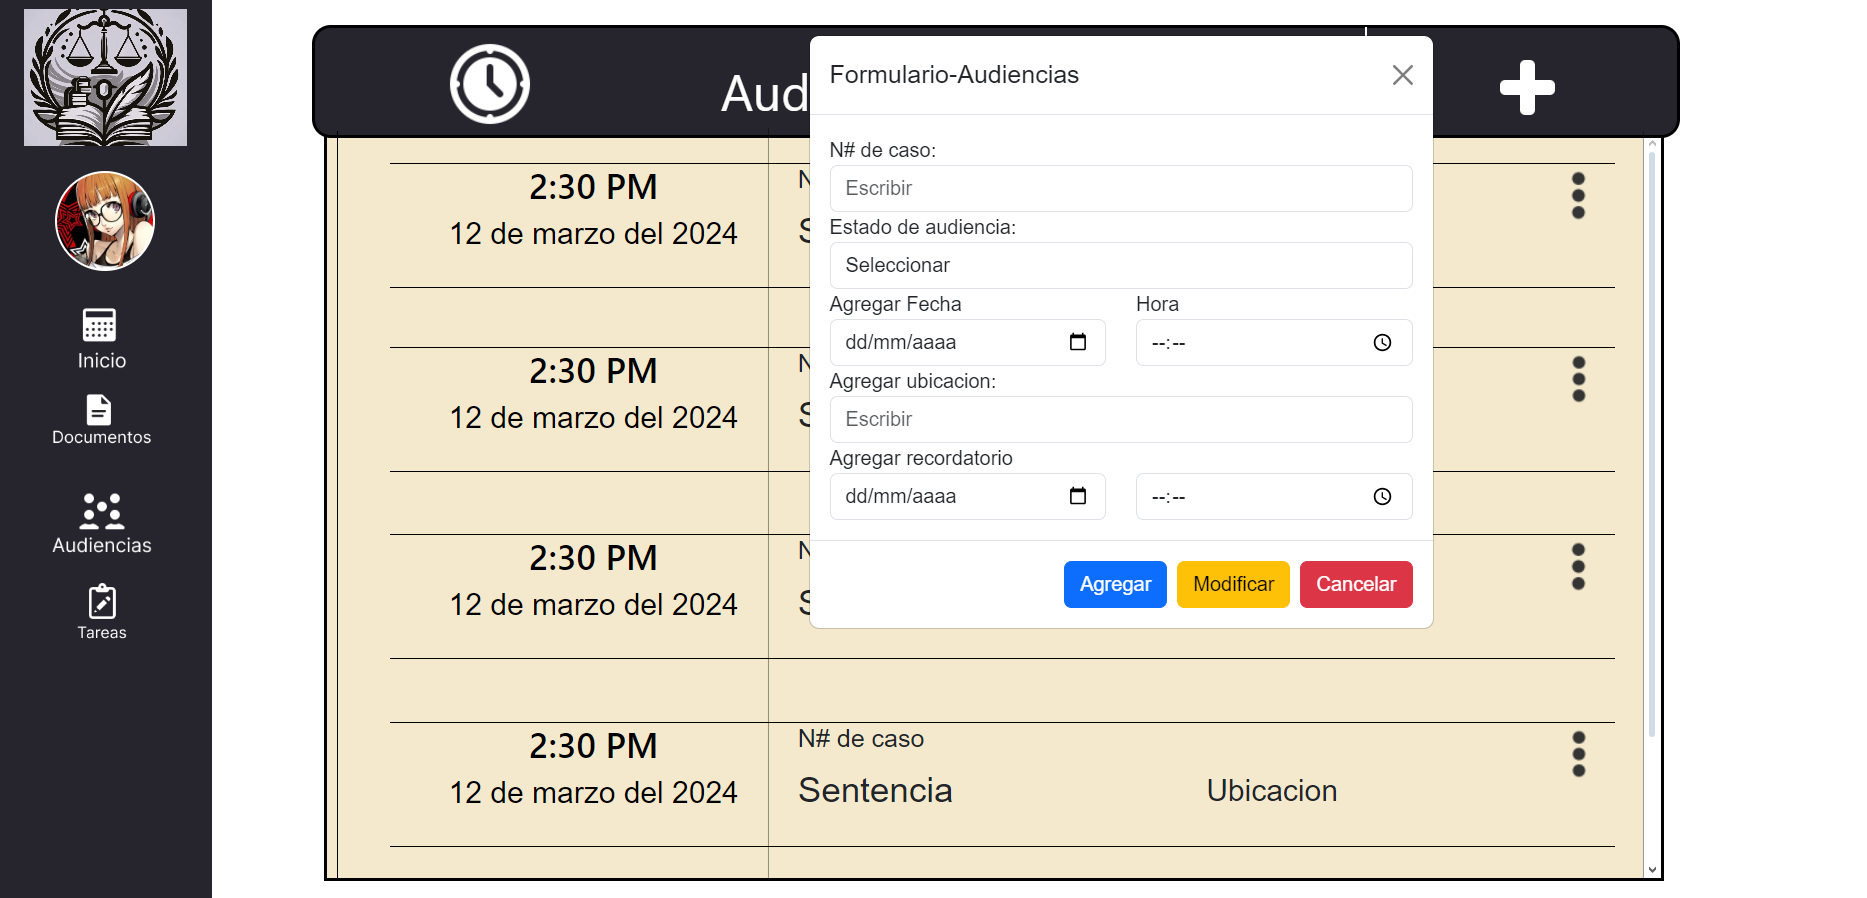 Inicio
Documentos
Audiencias
Tareas
Aud
Formulario-Audiencias
N# de caso:
Escribir
Estado de audiencia:
Seleccionar
Agregar Fecha
Hora
dd/mm/aaaa
--:--
Agregar ubicacion:
Escribir
Agregar recordatorio
dd/mm/aaaa
--:--
Agregar
Modificar
Cancelar
2:30 PM
12 de marzo del 2024
N
S
2:30 PM
12 de marzo del 2024
N
S
2:30 PM
12 de marzo del 2024
N
S
2:30 PM
12 de marzo del 2024
N# de caso
Sentencia
Ubicacion